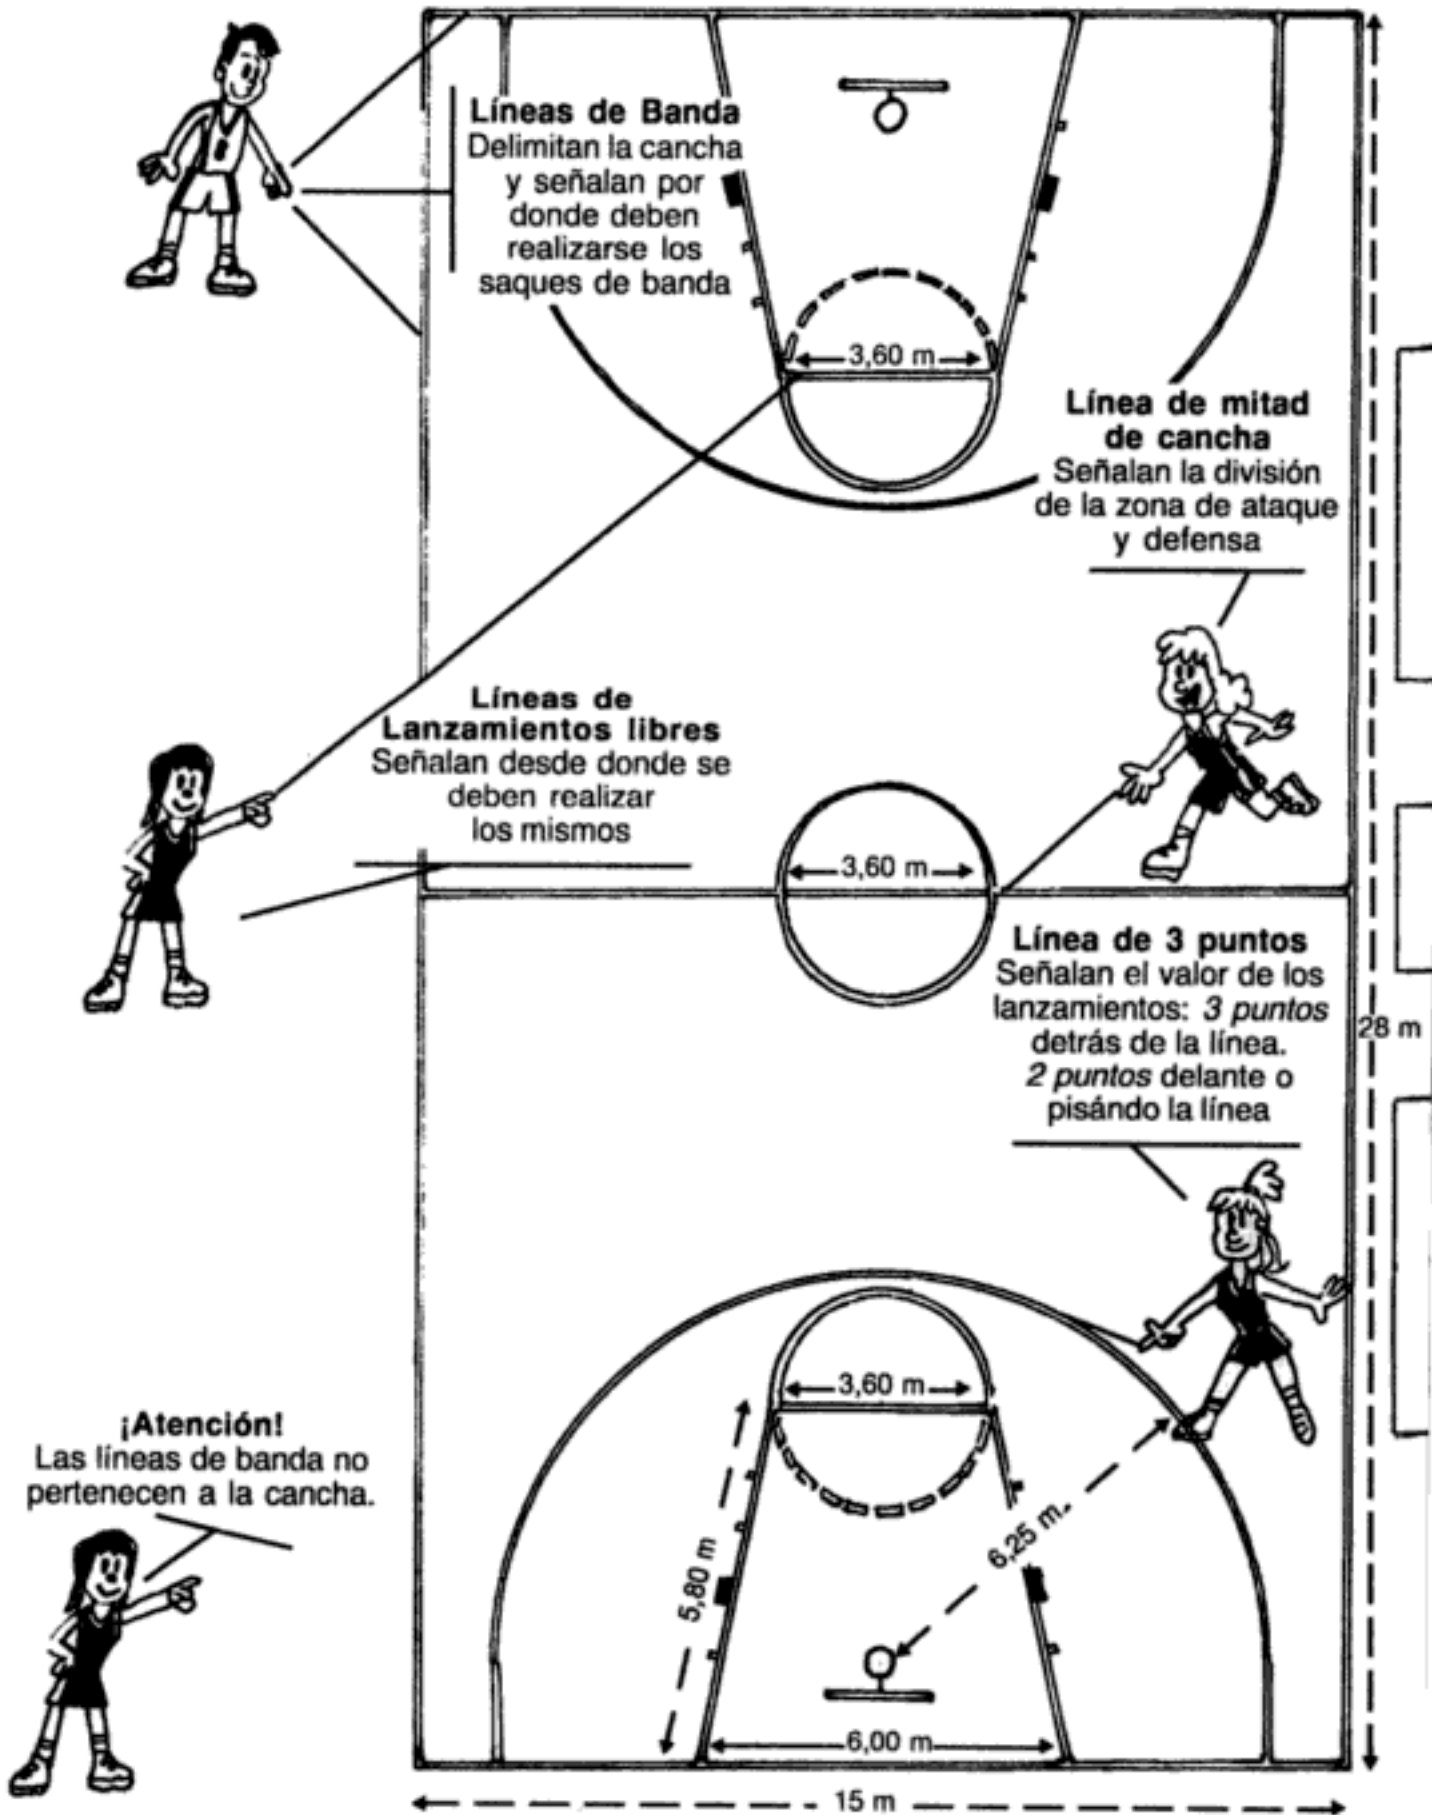 Líneas de Banda
Delimitan la cancha
y señalan por
donde deben
realizarse los
saques de banda
3,60 m
Línea de mitad
de cancha
Señalan la división
de la zona de ataque
y defensa
Líneas de
Lanzamientos libres
Señalan desde donde se
deben realizar
los mismos
3,60 m
Línea de 3 puntos
Señalan el valor de los
lanzamientos: 3 puntos
detrás de la línea.
2 puntos delante o
pisándo la línea
28 m
3,60 m
¡Atención!
Las líneas de banda no
pertenecen a la cancha.
5,80 m
6,25 m.
6,00 m
15 m